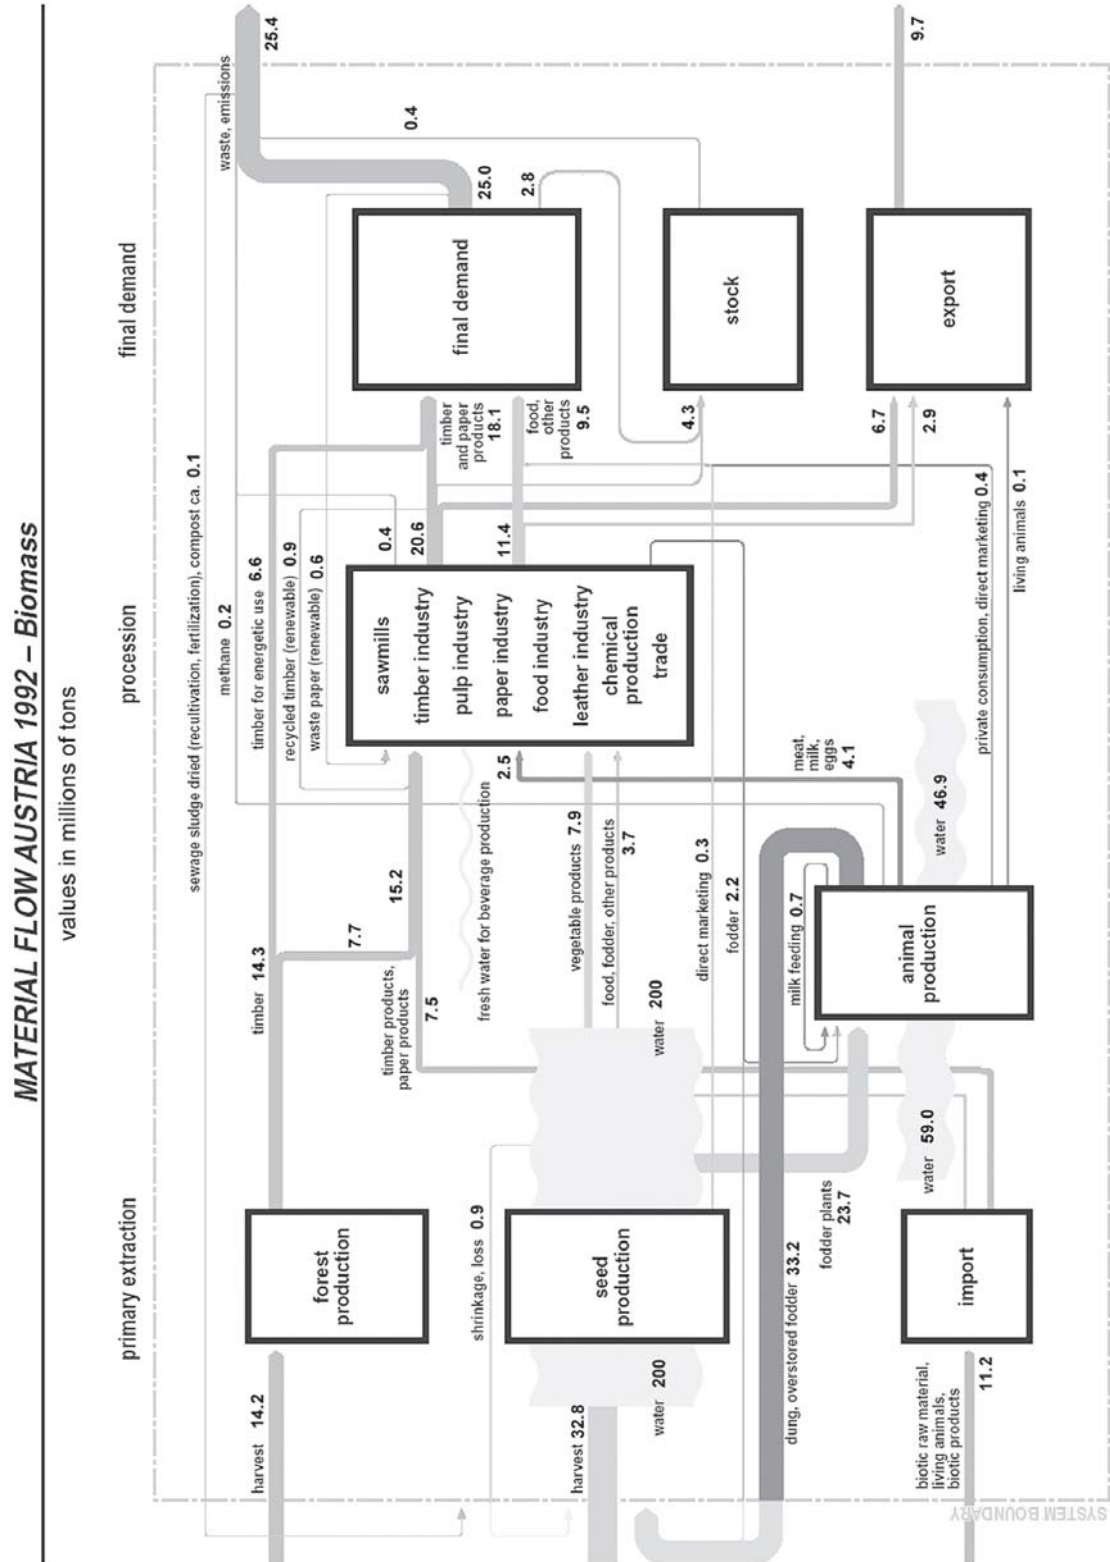 MATERIAL FLOW AUSTRIA 1992 – Biomass
values in millions of tons
primary extraction
procession
final demand
sewage sludge dried (recultivation, fertilization), compost ca. 0.1
methane 0.2
waste, emissions
25.4
harvest 14.2
forest
production
timber 14.3
timber for energetic use 6.6
recycled timber (renewable) 0.9
waste paper (renewable) 0.6
7.7
15.2
timber products,
paper products
7.5
fresh water for beverage production
sawmills
timber industry
pulp industry
paper industry
food industry
leather industry
chemical
production
trade
0.4
20.6
11.4
timber
and paper
products
18.1
food,
other
products
9.5
final demand
25.0
2.8
0.4
shrinkage, loss 0.9
harvest 32.8
water 200
seed
production
water 200
vegetable products 7.9
food, fodder, other products
3.7
2.5
direct marketing 0.3
fodder 2.2
4.3
stock
dung, overstored fodder 33.2
fodder plants
23.7
milk feeding 0.7
meat,
milk,
eggs
4.1
6.7
2.9
export
9.7
biotic raw material,
living animals,
biotic products
11.2
import
water 59.0
animal
production
water 46.9
private consumption, direct marketing 0.4
living animals 0.1
SYSTEM BOUNDARY